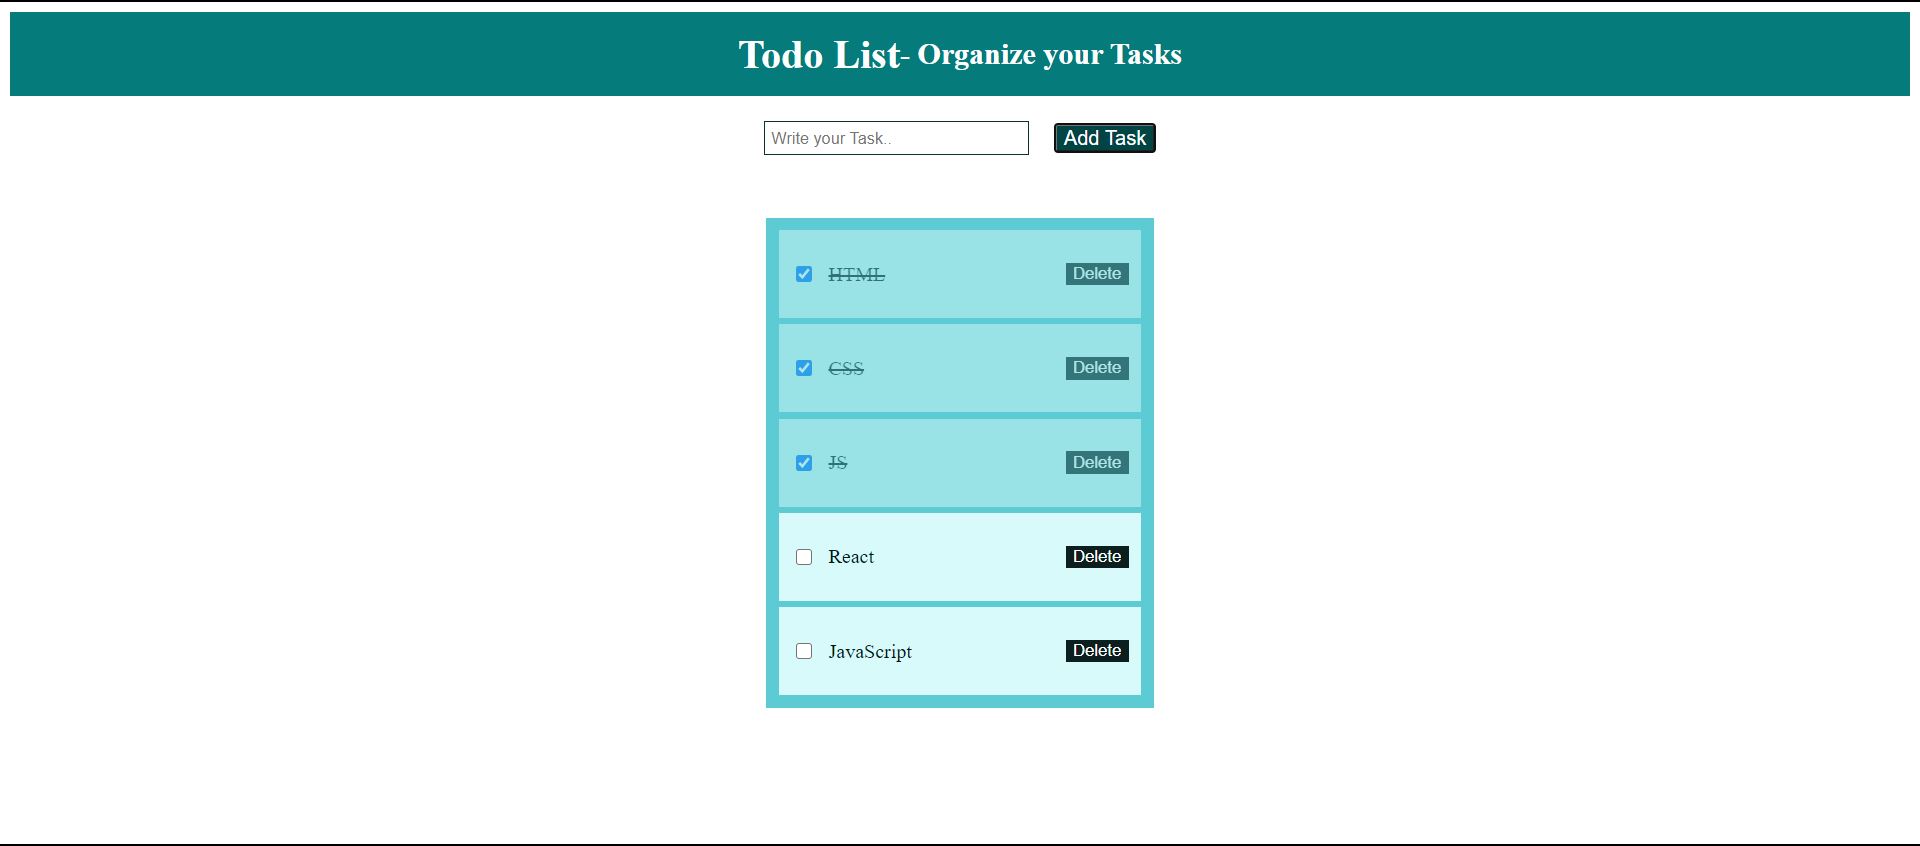 Todo List- Organize your Tasks
Write your Task..
Add Task
HTML Delete
CSS Delete
JS Delete
React Delete
JavaScript Delete